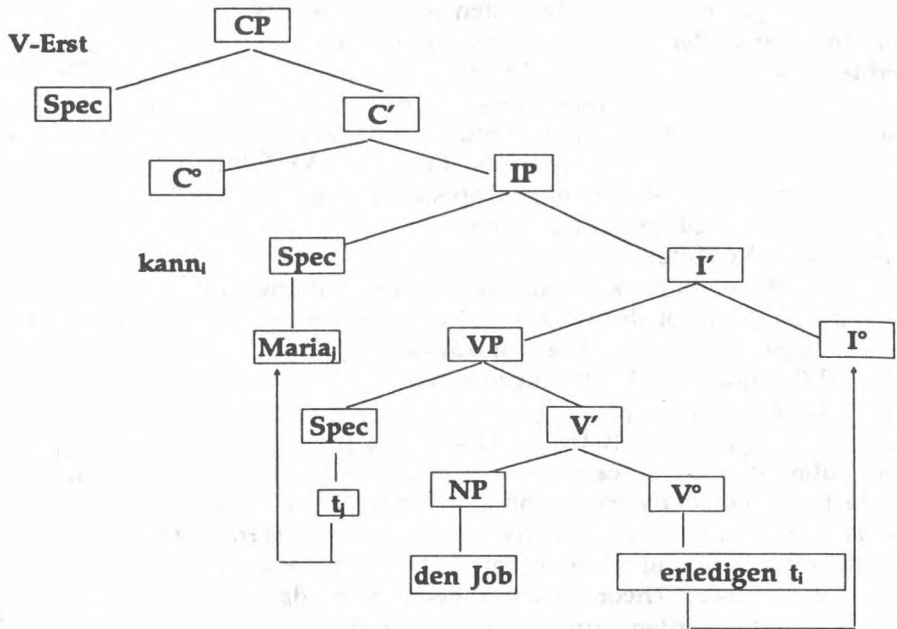 CP
V-Erst
Spec
C′
C°
IP
Spec
kannᵢ
I′
Mariaⱼ
VP
I°
Spec
V′
NP
V°
tⱼ
den Job
erledigen tᵢ